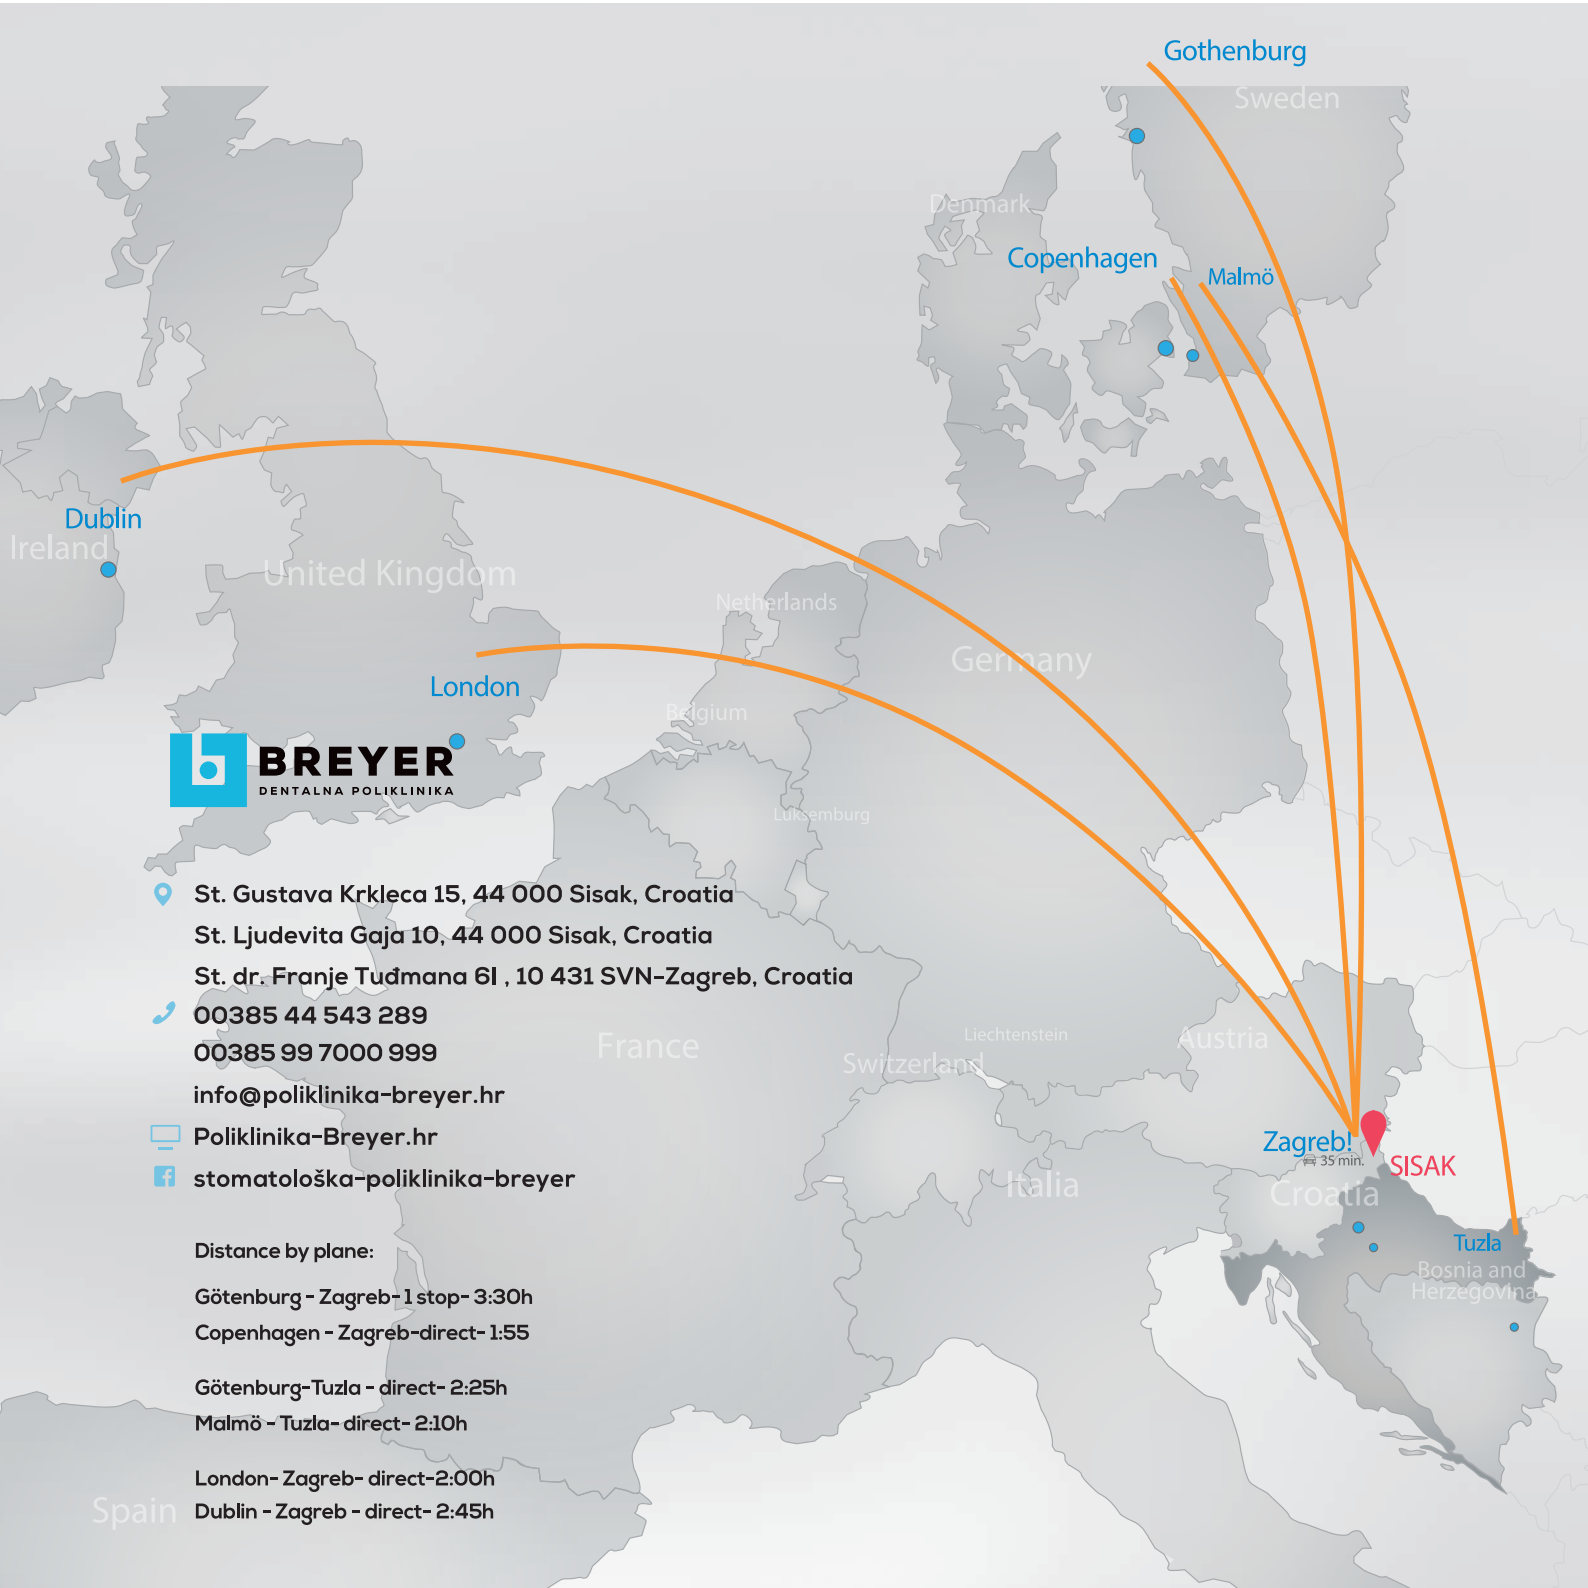 Gothenburg
Sweden
Denmark
Copenhagen
Malmö
Dublin
Ireland
United Kingdom
Netherlands
Germany
London
Belgium
BREYER
DENTALNA POLIKLINIKA
Luksemburg
St. Gustava Krkleca 15, 44 000 Sisak, Croatia
St. Ljudevita Gaja 10, 44 000 Sisak, Croatia
St. dr. Franje Tuđmana 6I , 10 431 SVN-Zagreb, Croatia
00385 44 543 289
00385 99 7000 999
info@poliklinika-breyer.hr
Poliklinika-Breyer.hr
stomatološka-poliklinika-breyer
France
Liechtenstein
Switzerland
Austria
Zagreb!
35 min.
SISAK
Italia
Croatia
Tuzla
Bosnia and
Herzegovina
Distance by plane:
Götenburg - Zagreb- 1 stop- 3:30h
Copenhagen - Zagreb-direct- 1:55
Götenburg-Tuzla - direct- 2:25h
Malmö - Tuzla- direct- 2:10h
London- Zagreb- direct-2:00h
Dublin - Zagreb - direct- 2:45h
Spain